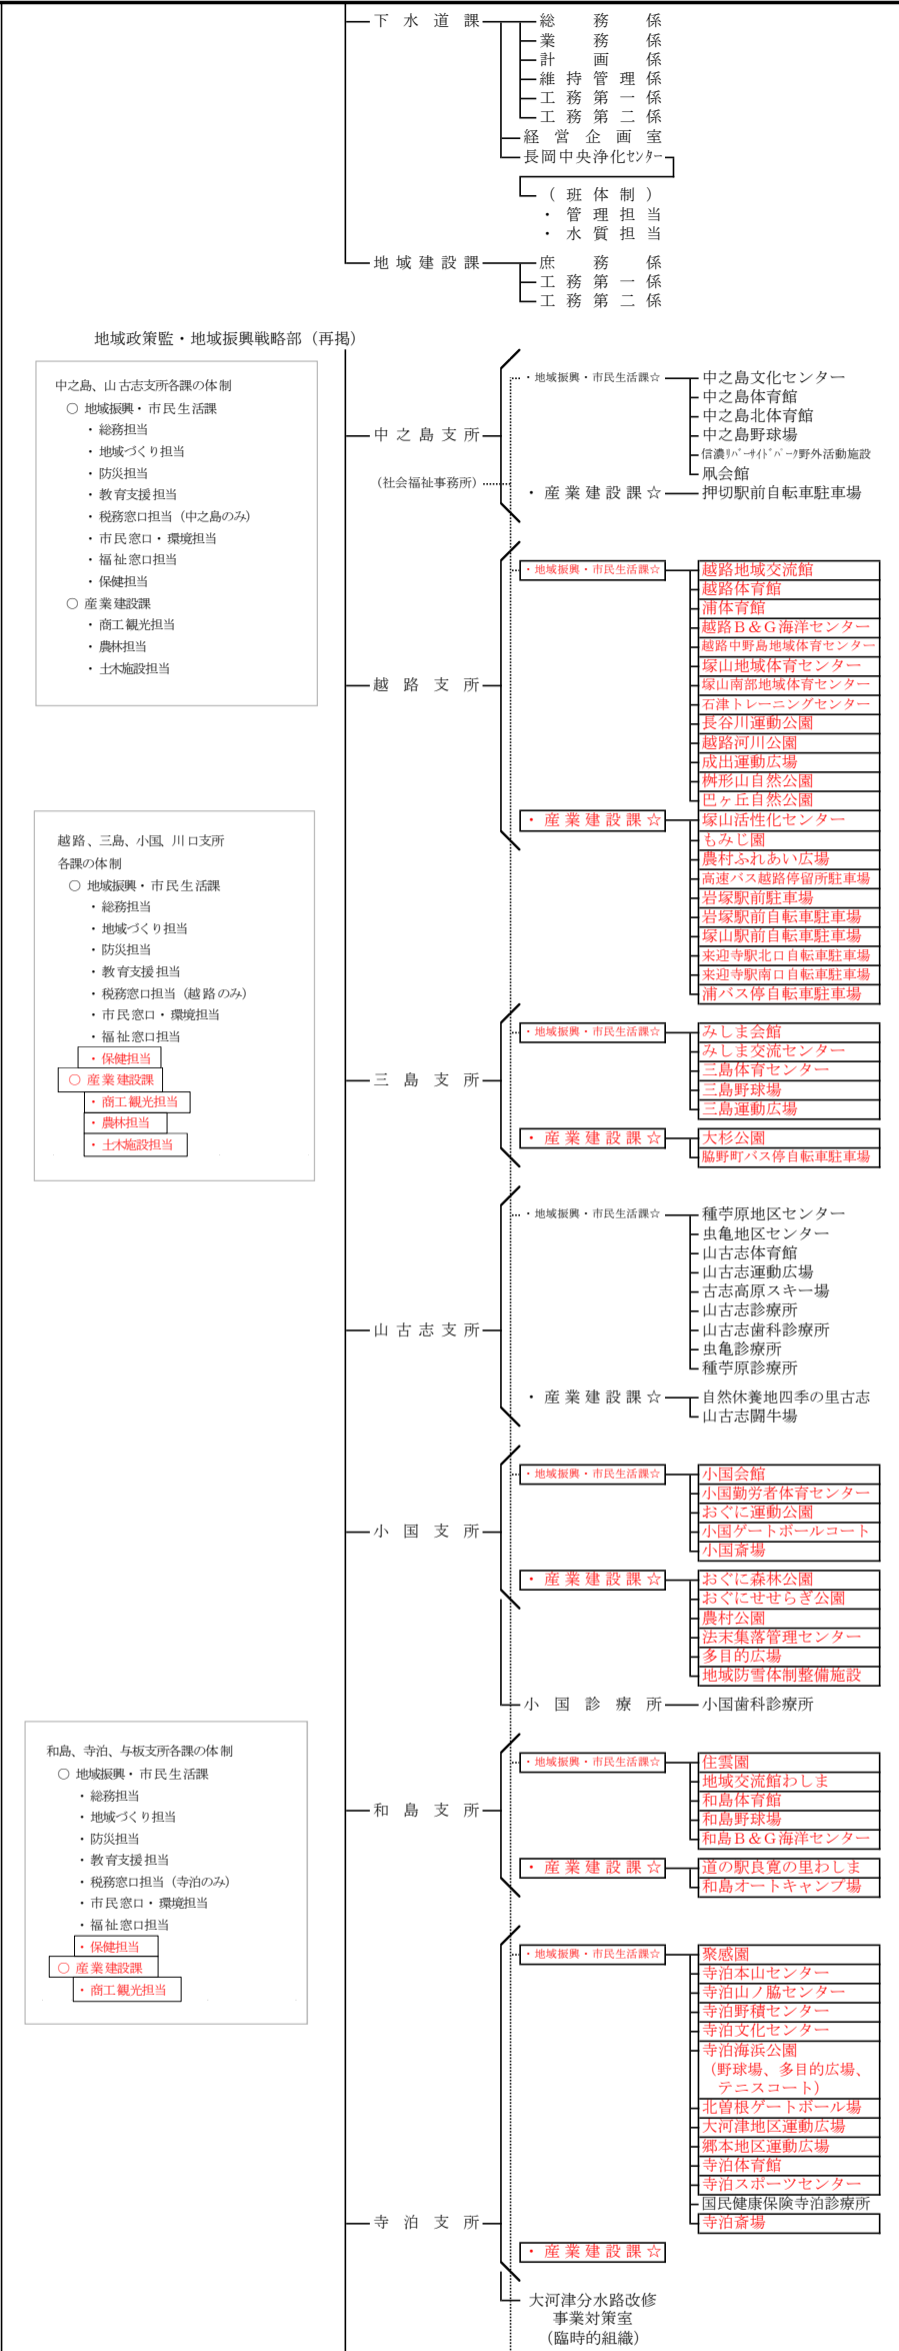 下水道課
総務係
業務係
計画係
維持管理係
工務第一係
工務第二係
経営企画室
長岡中央浄化ｾﾝﾀｰ
（班体制）
・管理担当
・水質担当
地域建設課
庶務係
工務第一係
工務第二係
地域政策監・地域振興戦略部（再掲）
中之島、山古志支所各課の体制
○ 地域振興・市民生活課
・総務担当
・地域づくり担当
・防災担当
・教育支援担当
・税務窓口担当（中之島のみ）
・市民窓口・環境担当
・福祉窓口担当
・保健担当
○ 産業建設課
・商工観光担当
・農林担当
・土木施設担当
中之島支所
（社会福祉事務所）
・地域振興・市民生活課☆
中之島文化センター
中之島体育館
中之島北体育館
中之島野球場
信濃ﾘﾊﾞｰｻｲﾄﾞﾊﾟｰｸ野外活動施設
凧会館
・産業建設課☆
押切駅前自転車駐車場
越路支所
・地域振興・市民生活課☆
越路地域交流館
越路体育館
浦体育館
越路Ｂ＆Ｇ海洋センター
越路中野島地域体育センター
塚山地域体育センター
塚山南部地域体育センター
石津トレーニングセンター
長谷川運動公園
越路河川公園
成出運動広場
桝形山自然公園
巴ヶ丘自然公園
・産業建設課☆
塚山活性化センター
もみじ園
農村ふれあい広場
高速バス越路停留所駐車場
岩塚駅前駐車場
岩塚駅前自転車駐車場
塚山駅前自転車駐車場
来迎寺駅北口自転車駐車場
来迎寺駅南口自転車駐車場
浦バス停自転車駐車場
越路、三島、小国、川口支所
各課の体制
○ 地域振興・市民生活課
・総務担当
・地域づくり担当
・防災担当
・教育支援担当
・税務窓口担当（越路のみ）
・市民窓口・環境担当
・福祉窓口担当
・保健担当
○ 産業建設課
・商工観光担当
・農林担当
・土木施設担当
三島支所
・地域振興・市民生活課☆
みしま会館
みしま交流センター
三島体育センター
三島野球場
三島運動広場
・産業建設課☆
大杉公園
脇野町バス停自転車駐車場
山古志支所
・地域振興・市民生活課☆
種苧原地区センター
虫亀地区センター
山古志体育館
山古志運動広場
古志高原スキー場
山古志診療所
山古志歯科診療所
虫亀診療所
種苧原診療所
・産業建設課☆
自然休養地四季の里古志
山古志闘牛場
小国支所
・地域振興・市民生活課☆
小国会館
小国勤労者体育センター
おぐに運動公園
小国ゲートボールコート
小国斎場
・産業建設課☆
おぐに森林公園
おぐにせせらぎ公園
農村公園
法末集落管理センター
多目的広場
地域防雪体制整備施設
小国診療所
小国歯科診療所
和島、寺泊、与板支所各課の体制
○ 地域振興・市民生活課
・総務担当
・地域づくり担当
・防災担当
・教育支援担当
・税務窓口担当（寺泊のみ）
・市民窓口・環境担当
・福祉窓口担当
・保健担当
○ 産業建設課
・商工観光担当
和島支所
・地域振興・市民生活課☆
住雲園
地域交流館わしま
和島体育館
和島野球場
和島Ｂ＆Ｇ海洋センター
・産業建設課☆
道の駅良寛の里わしま
和島オートキャンプ場
寺泊支所
・地域振興・市民生活課☆
聚感園
寺泊本山センター
寺泊山ノ脇センター
寺泊野積センター
寺泊文化センター
寺泊海浜公園
（野球場、多目的広場、
テニスコート）
北曽根ゲートボール場
大河津地区運動広場
郷本地区運動広場
寺泊体育館
寺泊スポーツセンター
国民健康保険寺泊診療所
寺泊斎場
・産業建設課☆
大河津分水路改修
事業対策室
（臨時的組織）